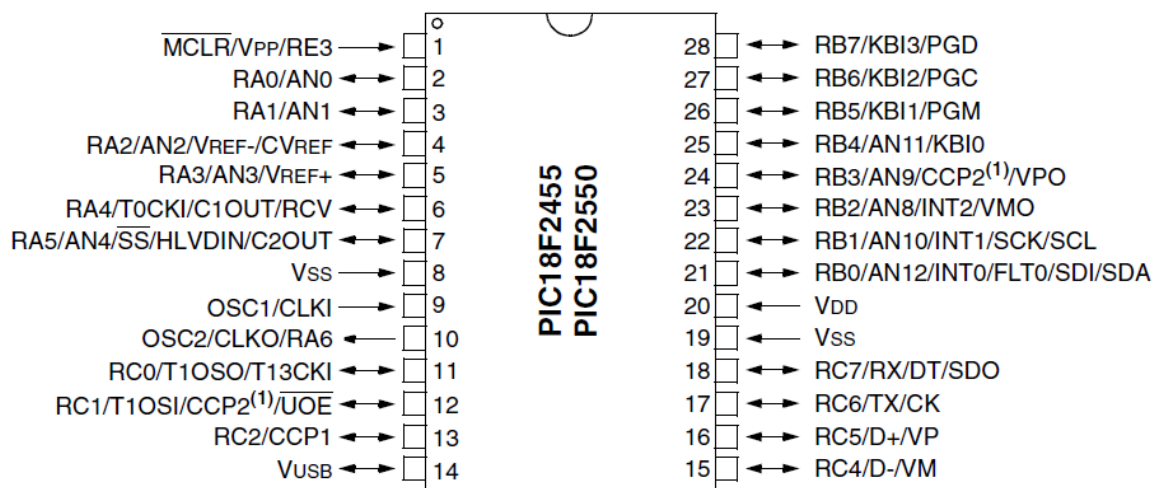 MCLR/VPP/RE3 1 28 RB7/KBI3/PGD
RA0/AN0 2 27 RB6/KBI2/PGC
RA1/AN1 3 26 RB5/KBI1/PGM
RA2/AN2/VREF-/CVREF 4 25 RB4/AN11/KBI0
RA3/AN3/VREF+ 5 24 RB3/AN9/CCP2(1)/VPO
RA4/T0CKI/C1OUT/RCV 6 23 RB2/AN8/INT2/VMO
RA5/AN4/SS/HLVDIN/C2OUT 7 22 RB1/AN10/INT1/SCK/SCL
VSS 8 21 RB0/AN12/INT0/FLT0/SDI/SDA
OSC1/CLKI 9 20 VDD
OSC2/CLKO/RA6 10 19 VSS
RC0/T1OSO/T13CKI 11 18 RC7/RX/DT/SDO
RC1/T1OSI/CCP2(1)/UOE 12 17 RC6/TX/CK
RC2/CCP1 13 16 RC5/D+/VP
VUSB 14 15 RC4/D-/VM
PIC18F2455
PIC18F2550